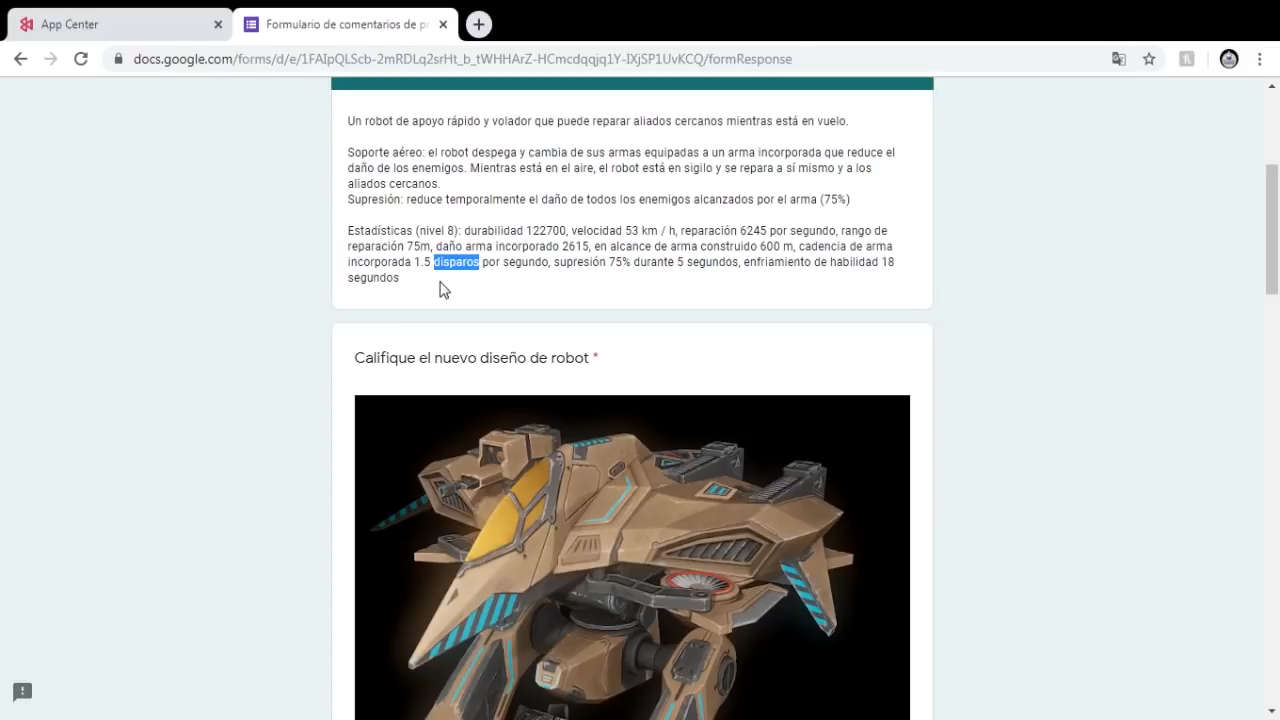 App Center
Formulario de comentarios de pr
docs.google.com/forms/d/e/1FAIpQLScb-2mRDLq2srHt_b_tWHHArZ-HCmcdqqjq1Y-IXjSP1UvKCQ/formResponse
Un robot de apoyo rápido y volador que puede reparar aliados cercanos mientras está en vuelo.
Soporte aéreo: el robot despega y cambia de sus armas equipadas a un arma incorporada que reduce el
daño de los enemigos. Mientras está en el aire, el robot está en sigilo y se repara a sí mismo y a los
aliados cercanos.
Supresión: reduce temporalmente el daño de todos los enemigos alcanzados por el arma (75%)
Estadísticas (nivel 8): durabilidad 122700, velocidad 53 km / h, reparación 6245 por segundo, rango de
reparación 75m, daño arma incorporado 2615, en alcance de arma construido 600 m, cadencia de arma
incorporada 1.5 disparos por segundo, supresión 75% durante 5 segundos, enfriamiento de habilidad 18
segundos
Califique el nuevo diseño de robot *